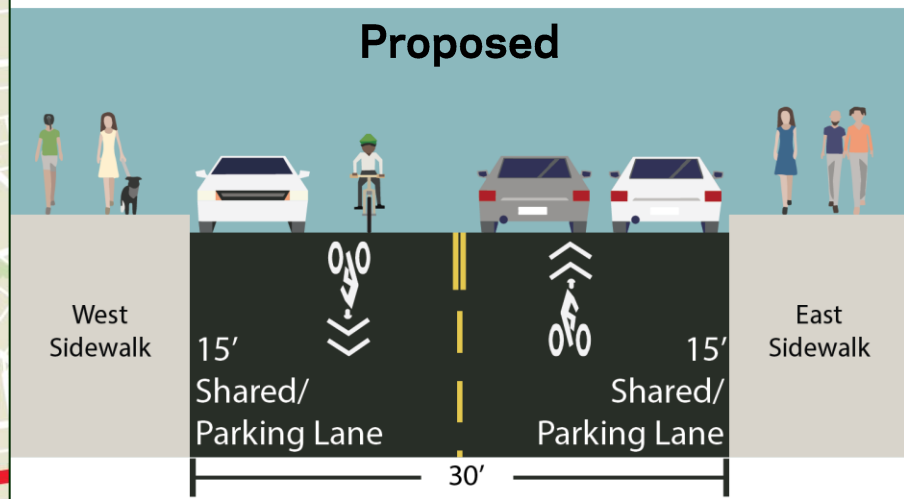 Proposed
West
Sidewalk
15’
Shared/
Parking Lane
15’
Shared/
Parking Lane
East
Sidewalk
30’